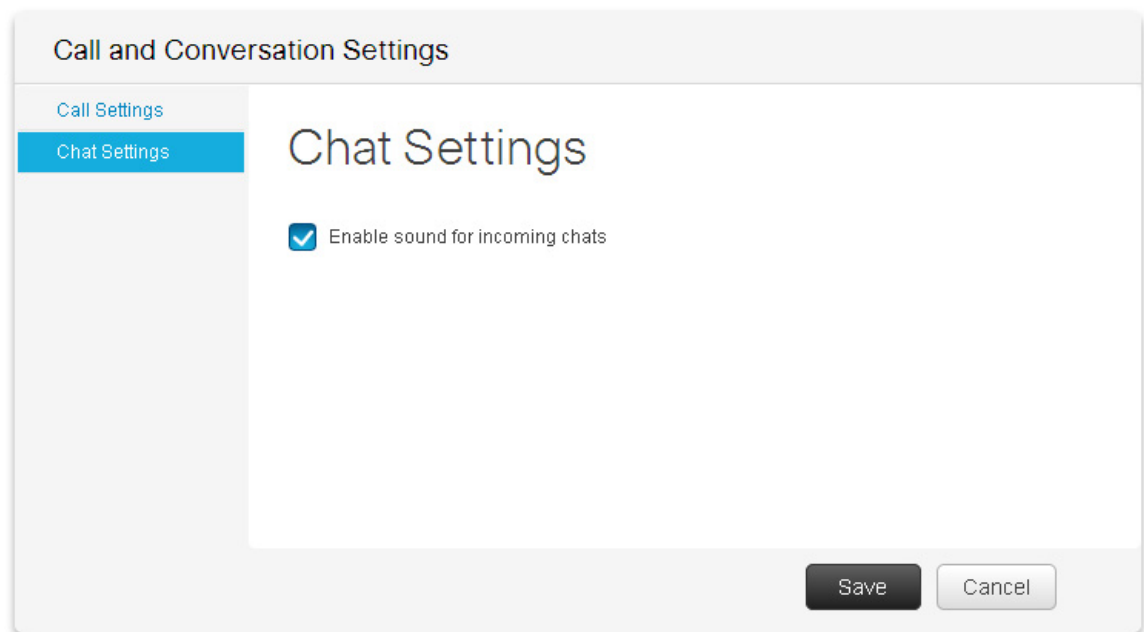 Call and Conversation Settings
Call Settings
Chat Settings
Chat Settings
Enable sound for incoming chats
Save
Cancel